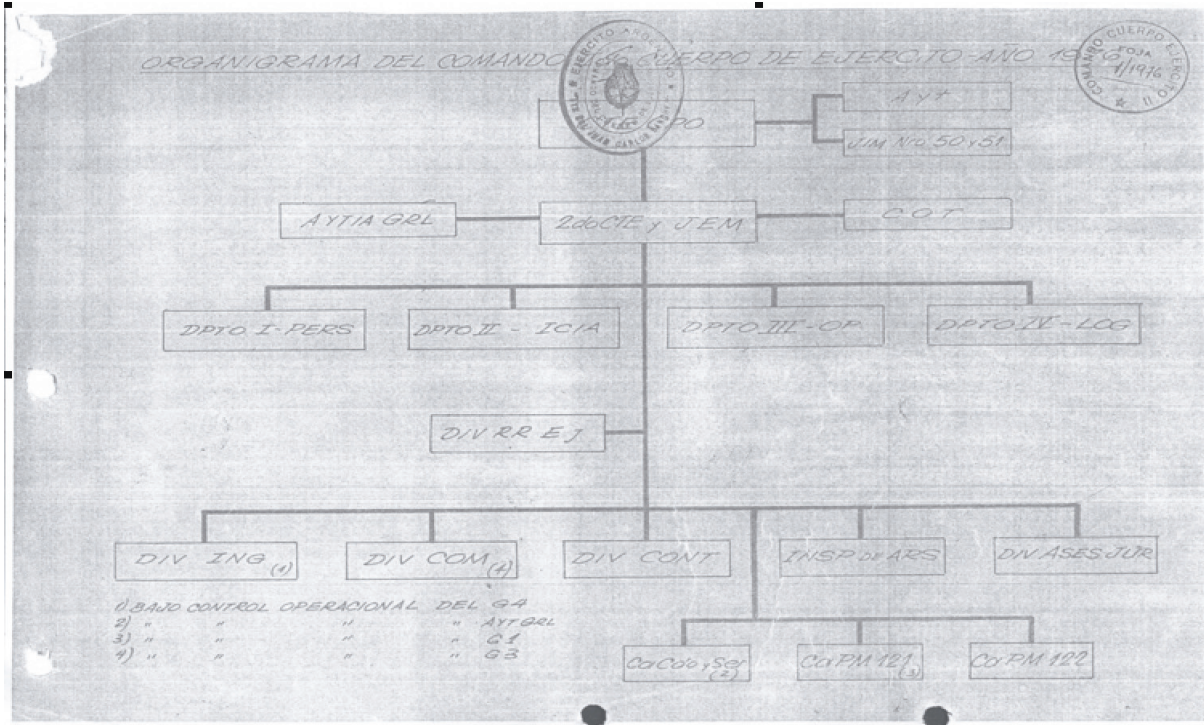 ORGANIGRAMA DEL COMANDO CUERPO DE EJERCITO - AÑO 1976
COMANDO CUERPO EJERCITO II
FOJA
1/1976
AYT
JIM Nro 50 y 51
AYTIA GRL
2do CTE y JEM
C.O.T
DPTO I - PERS
DPTO II - ICIA
DPTO III - OP
DPTO IV - LOG
DIV RR EJ
DIV ING (1)
DIV COM (4)
DIV CONT
INSP DE ARS
DIV ASES JUR
1) BAJO CONTROL OPERACIONAL DEL G4
2) " " " " AYT GRL
3) " " " " G1
4) " " " " G3
Ca Cdo y Ser (2)
Ca PM 121 (3)
Ca PM 122